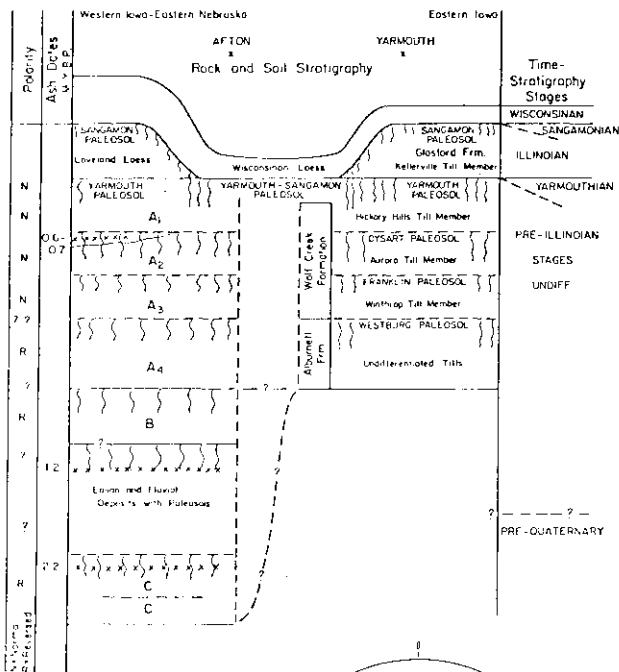 Western Iowa-Eastern Nebraska
Eastern Iowa
AFTON
x
YARMOUTH
x
Rock and Soil Stratigraphy
Polarity
Ash Dates
M.Y.B.P.
Time-
Stratigraphy
Stages
WISCONSINAN
SANGAMONIAN
ILLINOIAN
YARMOUTHIAN
PRE-ILLINOIAN
STAGES
UNDIFF
? ?
PRE-QUATERNARY
SANGAMON
PALEOSOL
Loveland Loess
Wisconsinan Loess
SANGAMON
PALEOSOL
Glasford Frm.
Kellerville Till Member
YARMOUTH
PALEOSOL
YARMOUTH-SANGAMON
PALEOSOL
YARMOUTH
PALEOSOL
Hickory Hills Till Member
DYSART PALEOSOL
Aurora Till Member
FRANKLIN PALEOSOL
Winthrop Till Member
WESTBURG PALEOSOL
Undifferentiated Tills
Wolf Creek
Formation
Alburnett
Frm
A1
A2
A3
A4
B
?
and Fluvial
Deposits with Paleosols
C
C
?
?
?
N
N
N
N
? ?
R
?
R
?
?
R
0.6-
0.7
1.2
2.2
N=Normal
R=Reversed